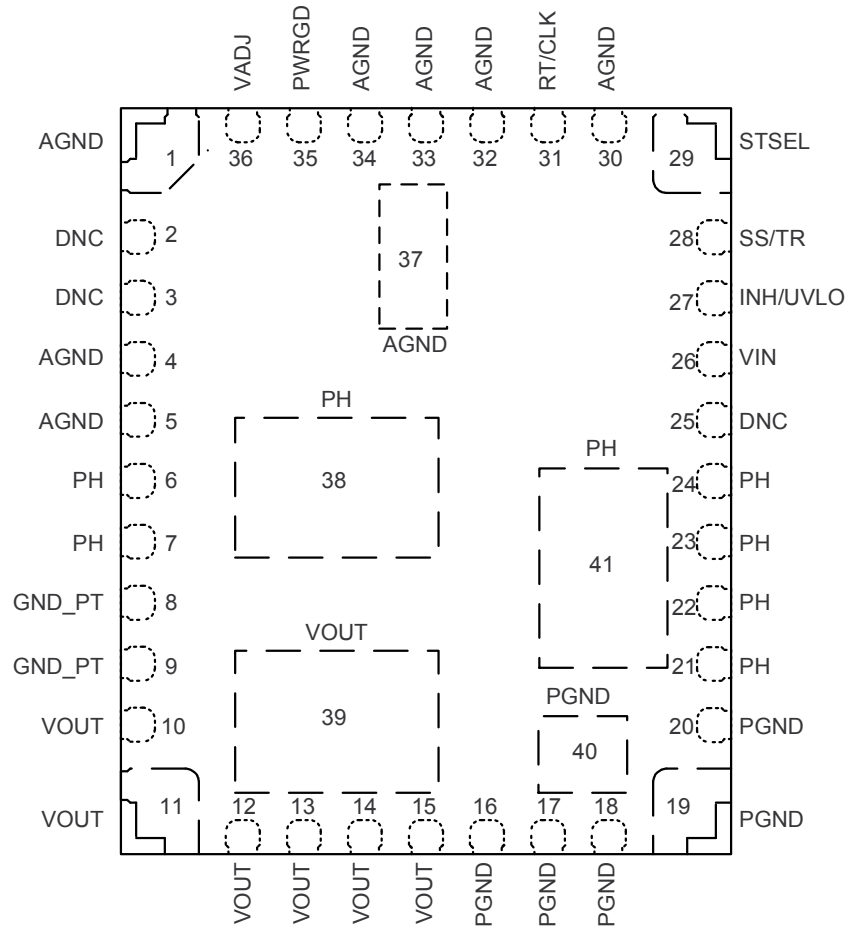 VADJ PWRGD AGND AGND AGND RT/CLK AGND
36 35 34 33 32 31 30
AGND 1 29 STSEL
DNC 2 28 SS/TR
DNC 3 37 27 INH/UVLO
AGND
AGND 4 26 VIN
PH
AGND 5 25 DNC
PH
PH 6 38 24 PH
PH 7 23 PH
41
GND_PT 8 22 PH
VOUT
GND_PT 9 21 PH
PGND
VOUT 10 39 20 PGND
40
VOUT 11 12 13 14 15 16 17 18 19 PGND
VOUT VOUT VOUT VOUT PGND PGND PGND